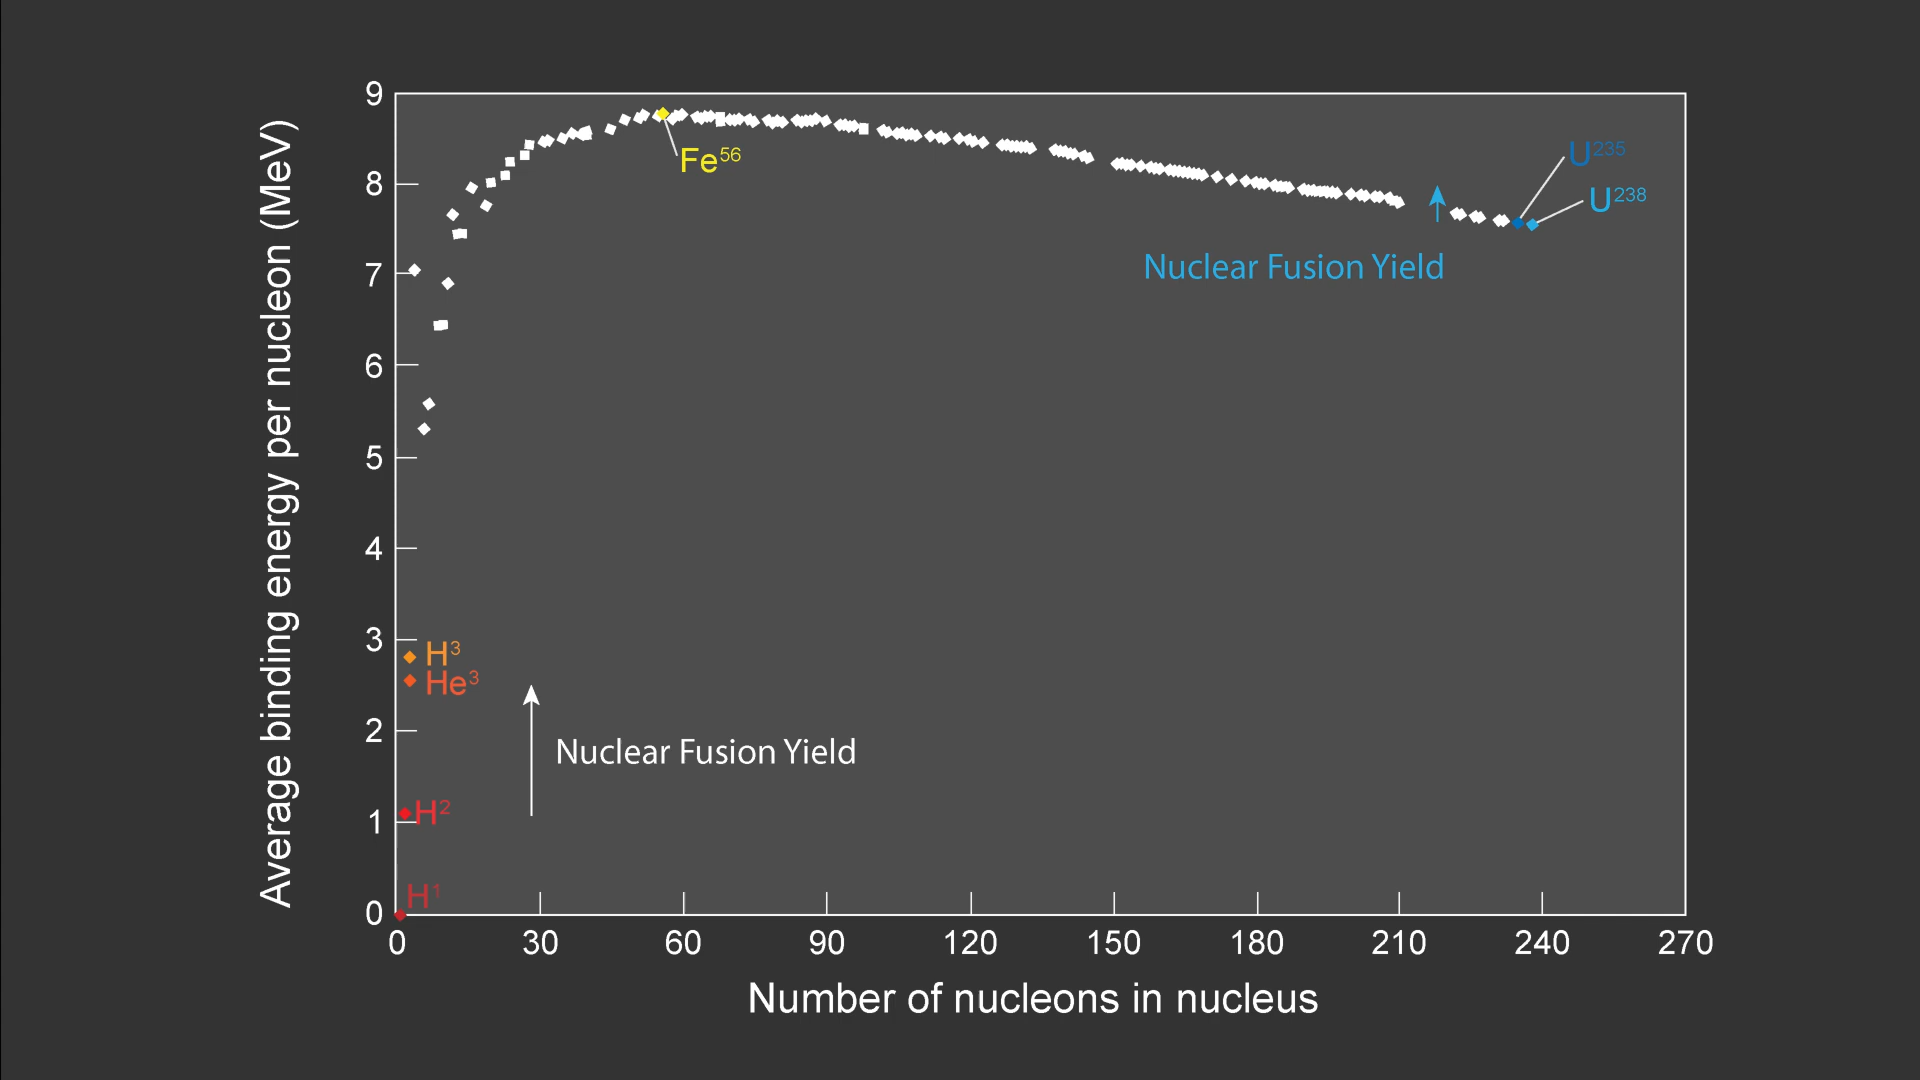 Average binding energy per nucleon (MeV)
9
8
7
6
5
4
3
2
1
0
Fe⁵⁶
U²³⁵
U²³⁸
Nuclear Fusion Yield
H³
He³
Nuclear Fusion Yield
H²
H¹
0 30 60 90 120 150 180 210 240 270
Number of nucleons in nucleus